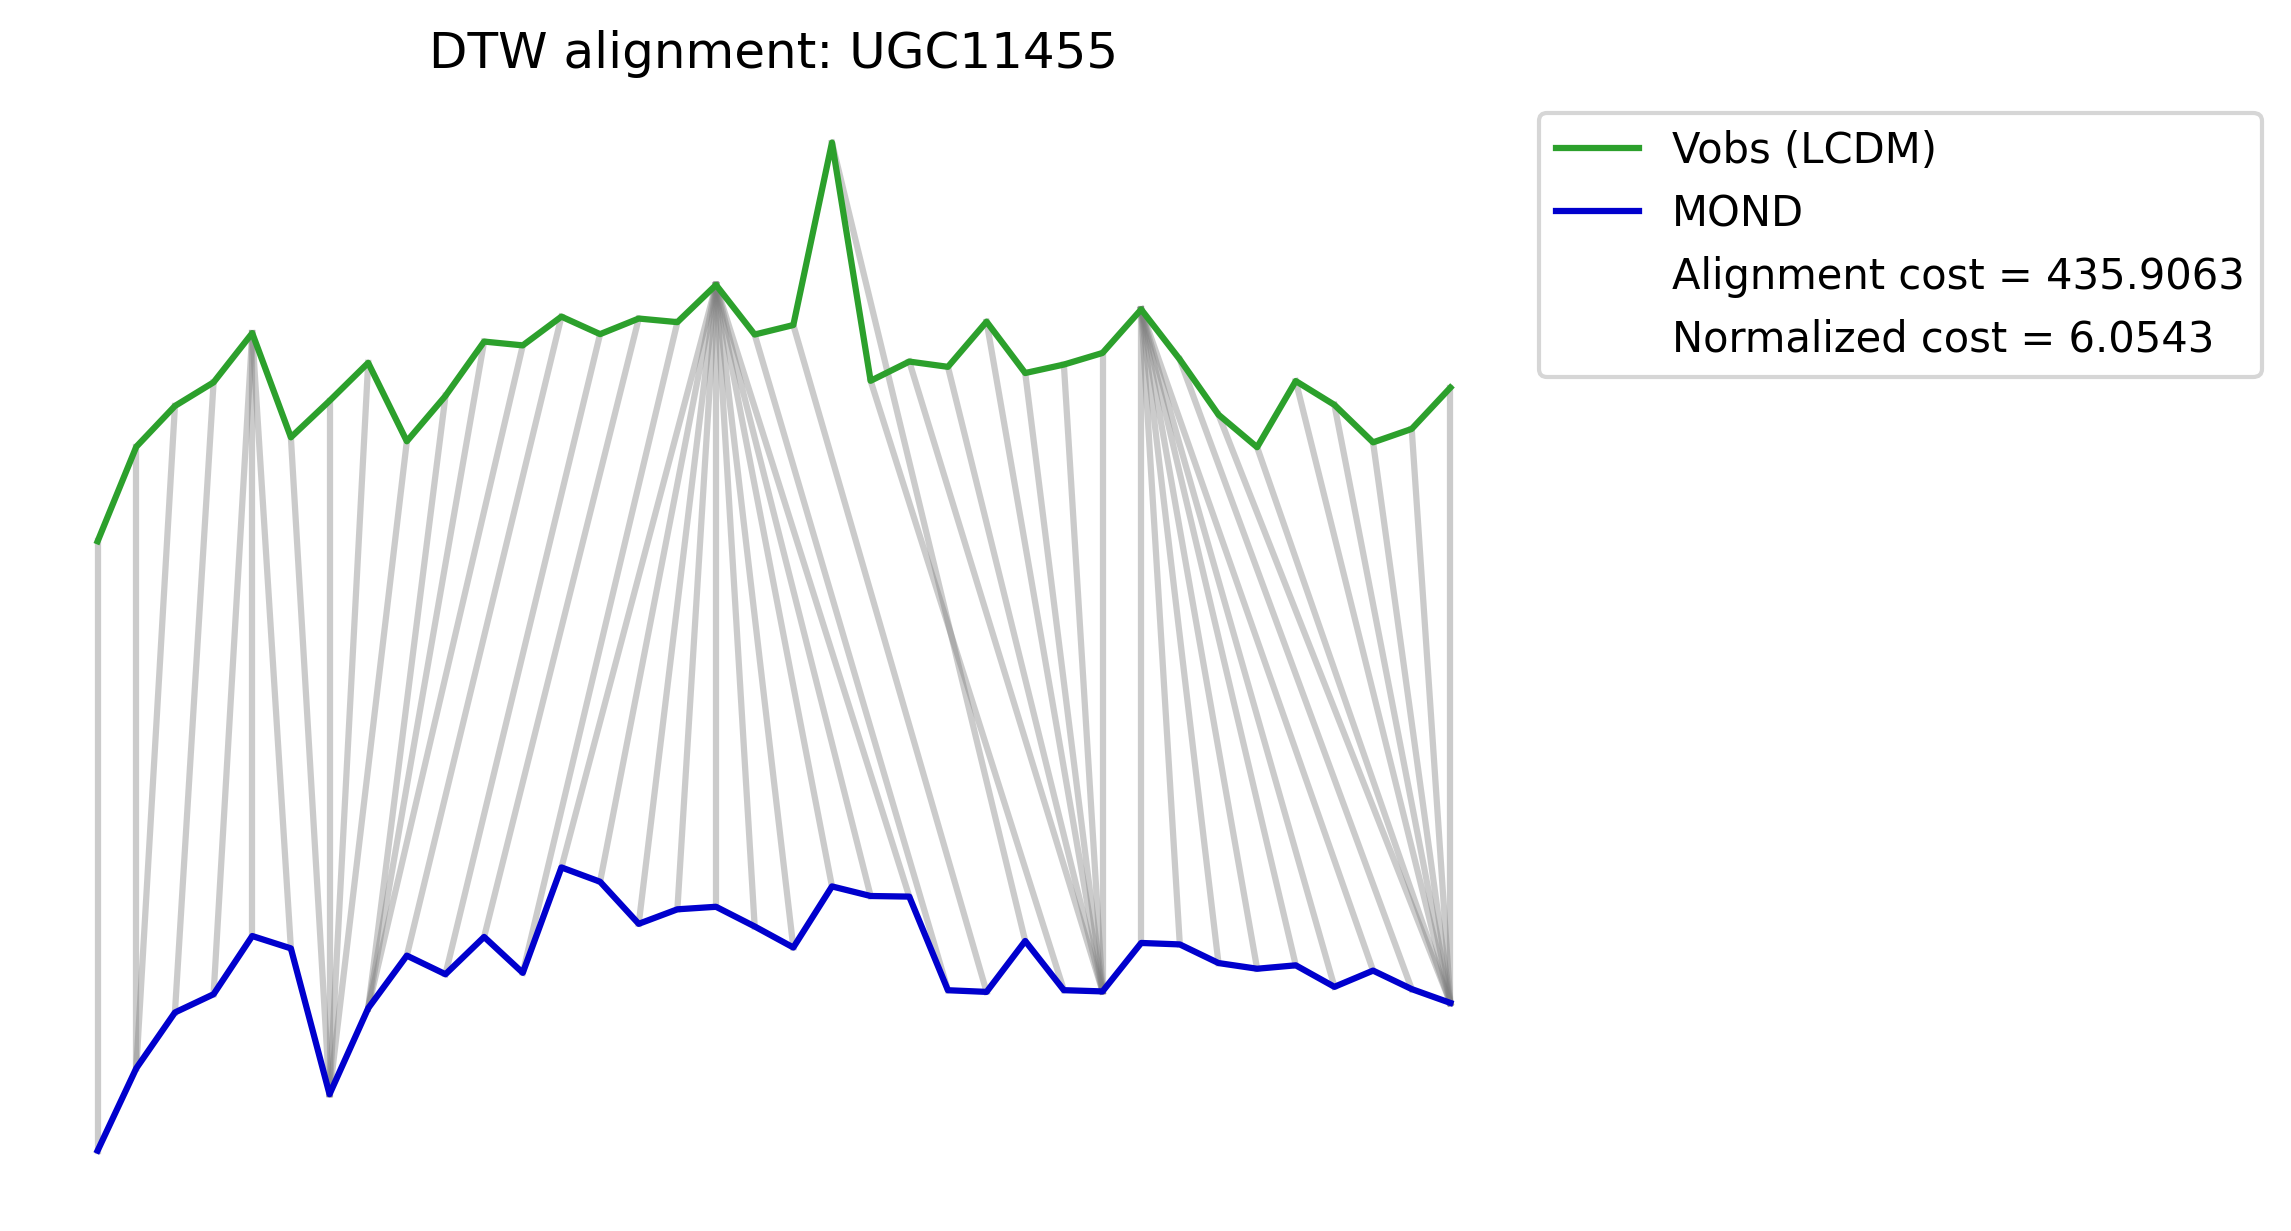 DTW alignment: UGC11455
Vobs (LCDM)
MOND
Alignment cost = 435.9063
Normalized cost = 6.0543